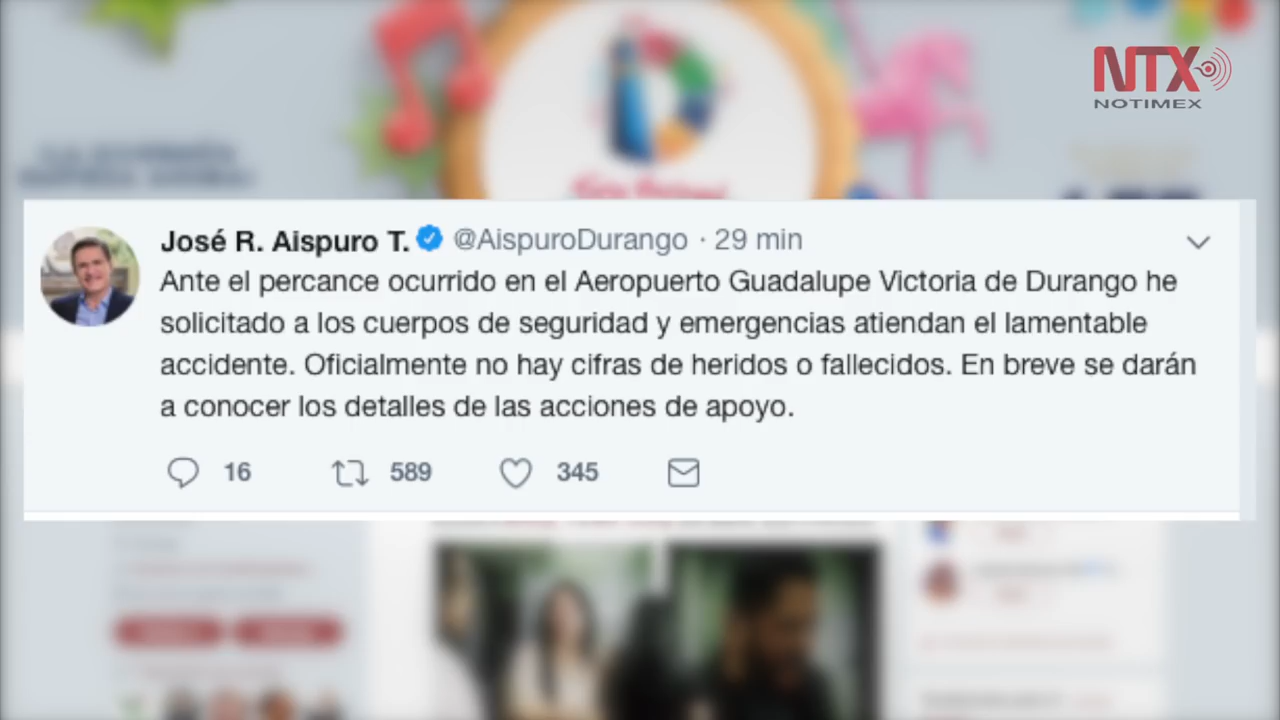 NTX
NOTIMEX
José R. Aispuro T. @AispuroDurango · 29 min
Ante el percance ocurrido en el Aeropuerto Guadalupe Victoria de Durango he
solicitado a los cuerpos de seguridad y emergencias atiendan el lamentable
accidente. Oficialmente no hay cifras de heridos o fallecidos. En breve se darán
a conocer los detalles de las acciones de apoyo.
16 589 345